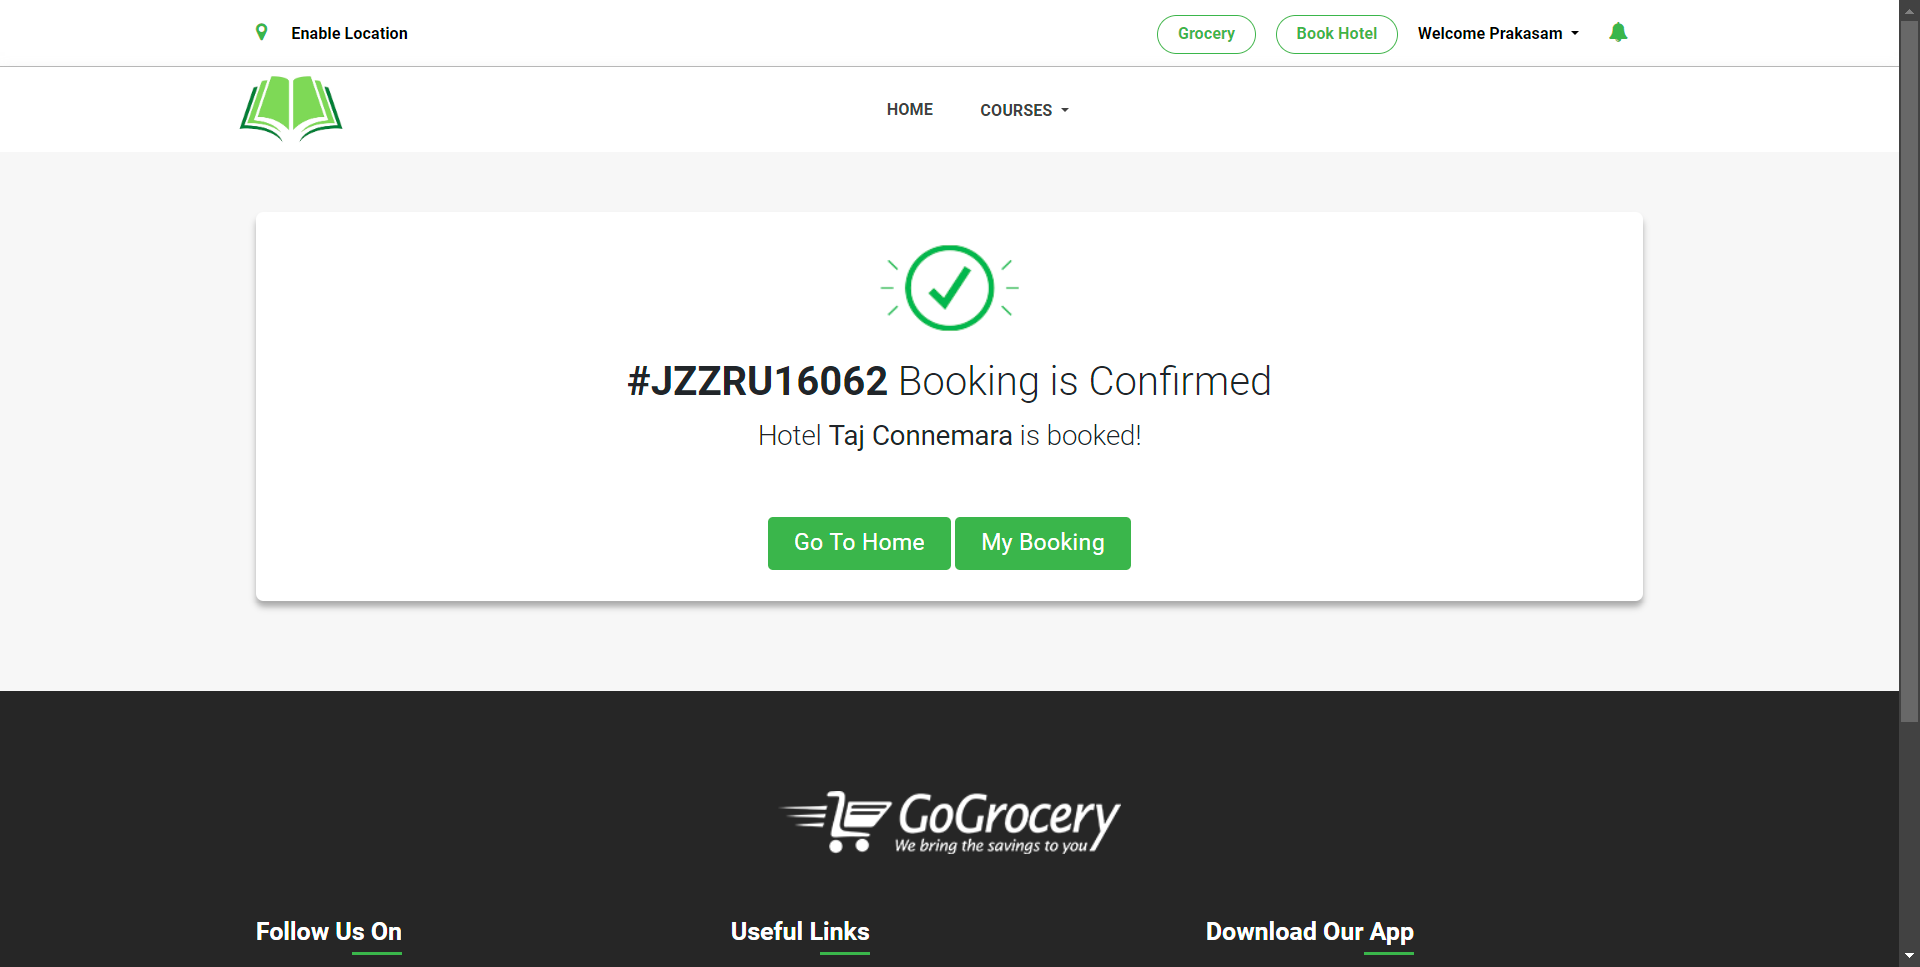 Enable Location
Grocery
Book Hotel
Welcome Prakasam
HOME
COURSES
#JZZRU16062 Booking is Confirmed
Hotel Taj Connemara is booked!
Go To Home
My Booking
GoGrocery
We bring the savings to you
Follow Us On
Useful Links
Download Our App